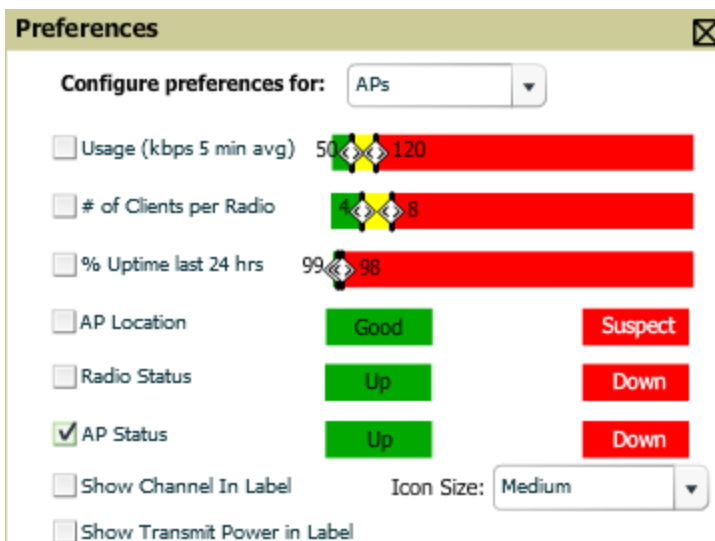 Preferences
Configure preferences for: APs
Usage (kbps 5 min avg) 50 120
# of Clients per Radio 4 8
% Uptime last 24 hrs 99 98
AP Location Good Suspect
Radio Status Up Down
AP Status Up Down
Show Channel In Label Icon Size: Medium
Show Transmit Power in Label